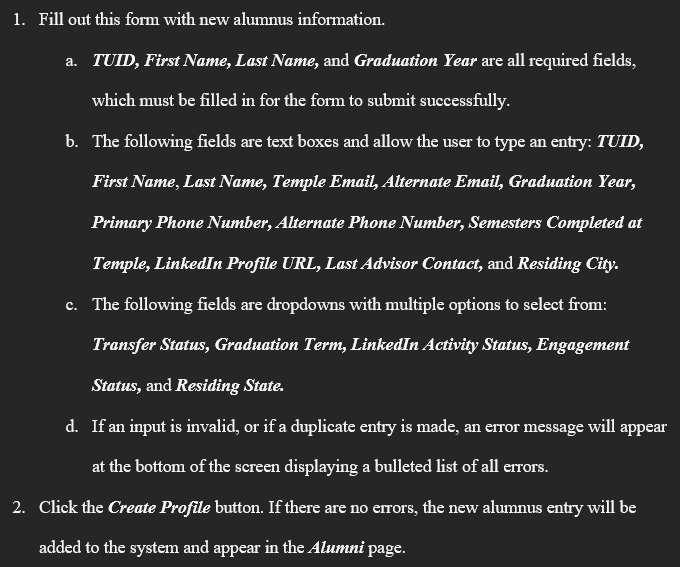 1. Fill out this form with new alumnus information.
a. TUID, First Name, Last Name, and Graduation Year are all required fields,
which must be filled in for the form to submit successfully.
b. The following fields are text boxes and allow the user to type an entry: TUID,
First Name, Last Name, Temple Email, Alternate Email, Graduation Year,
Primary Phone Number, Alternate Phone Number, Semesters Completed at
Temple, LinkedIn Profile URL, Last Advisor Contact, and Residing City.
c. The following fields are dropdowns with multiple options to select from:
Transfer Status, Graduation Term, LinkedIn Activity Status, Engagement
Status, and Residing State.
d. If an input is invalid, or if a duplicate entry is made, an error message will appear
at the bottom of the screen displaying a bulleted list of all errors.
2. Click the Create Profile button. If there are no errors, the new alumnus entry will be
added to the system and appear in the Alumni page.